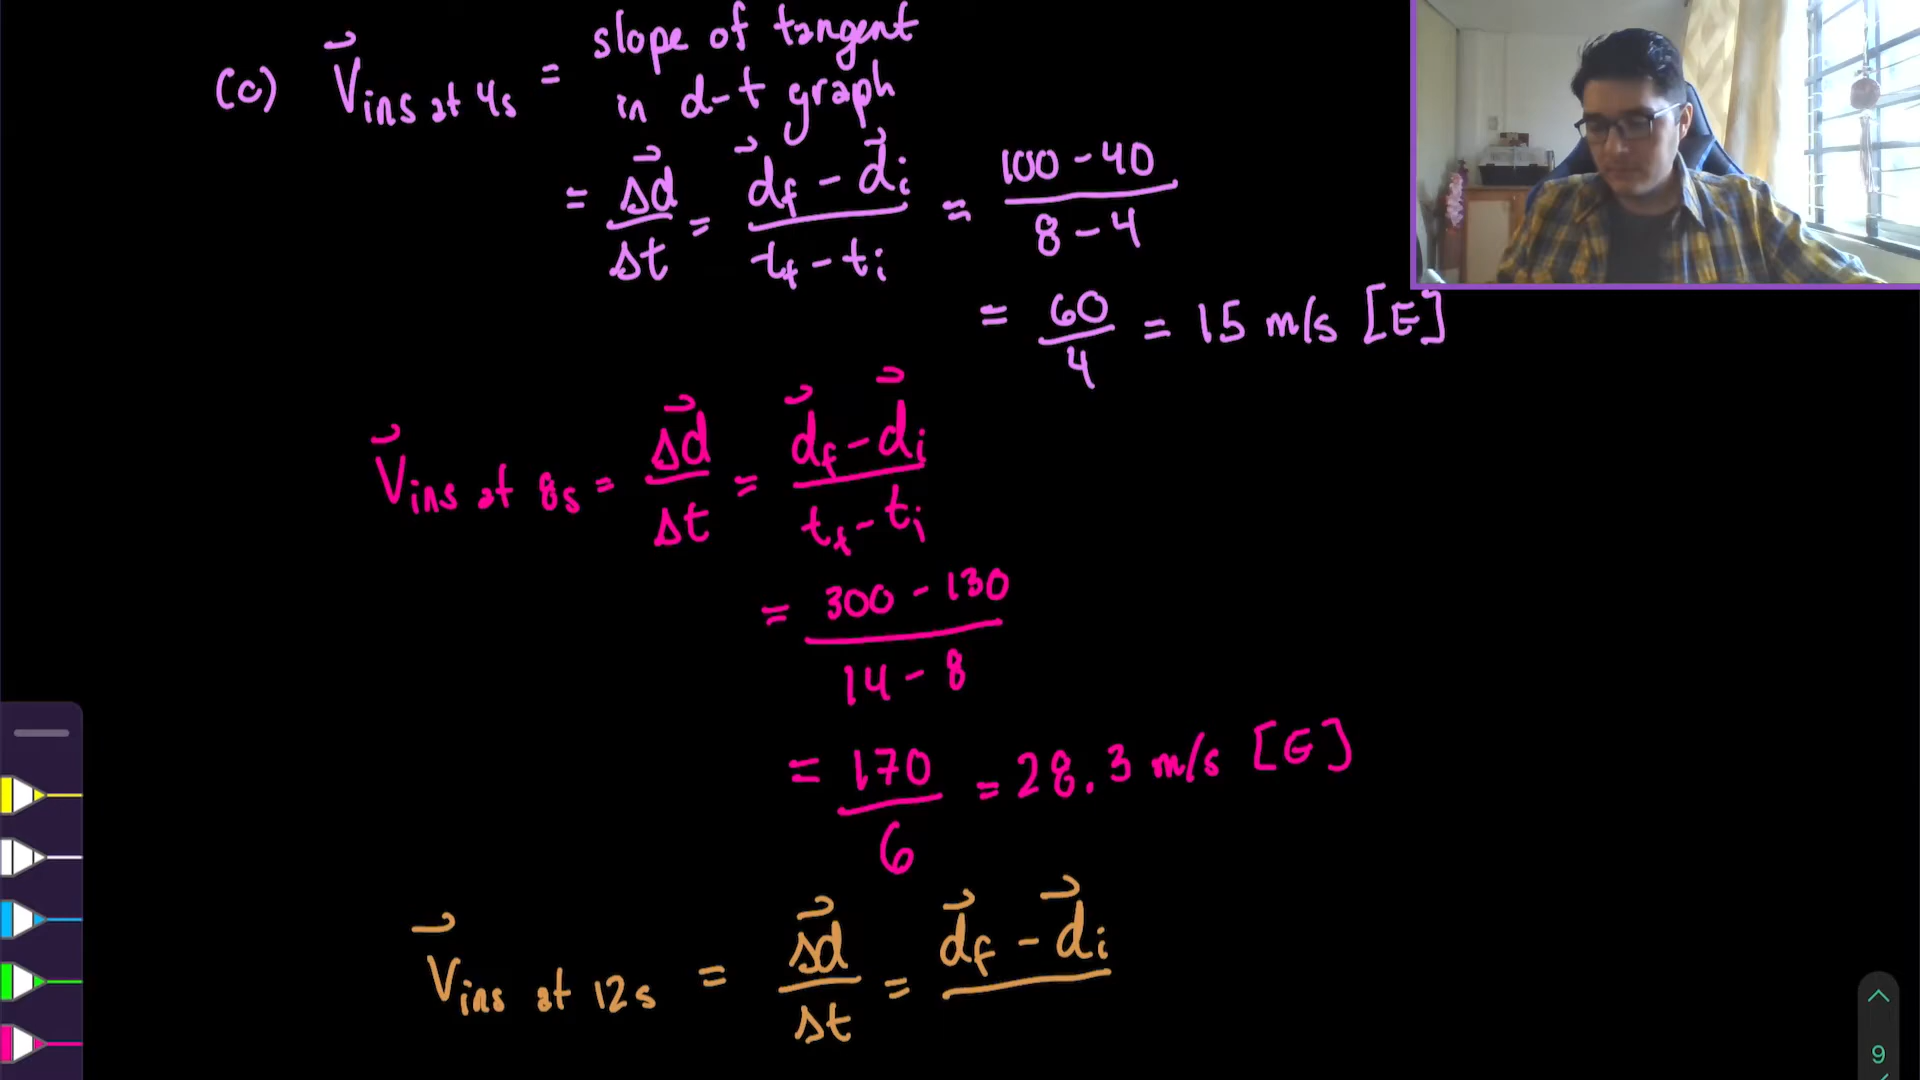 (c) V⃗ins at 4s = slope of tangent in d-t graph
= Δd⃗/Δt = (d⃗f - d⃗i)/(tf - ti) = (100 - 40)/(8 - 4)
= 60/4 = 15 m/s [E]
V⃗ins at 8s = Δd⃗/Δt = (d⃗f - d⃗i)/(tf - ti)
= (300 - 130)/(14 - 8)
= 170/6 = 28.3 m/s [E]
V⃗ins at 12s = Δd⃗/Δt = d⃗f - d⃗i
9